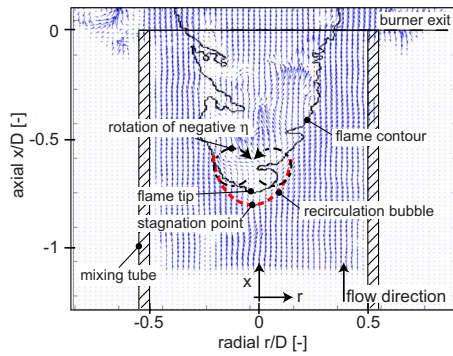 burner exit
0
rotation of negative η
flame contour
-0.5
axial x/D [-]
flame tip
recirculation bubble
stagnation point
-1
mixing tube
x
r
flow direction
-0.5
0
0.5
radial r/D [-]